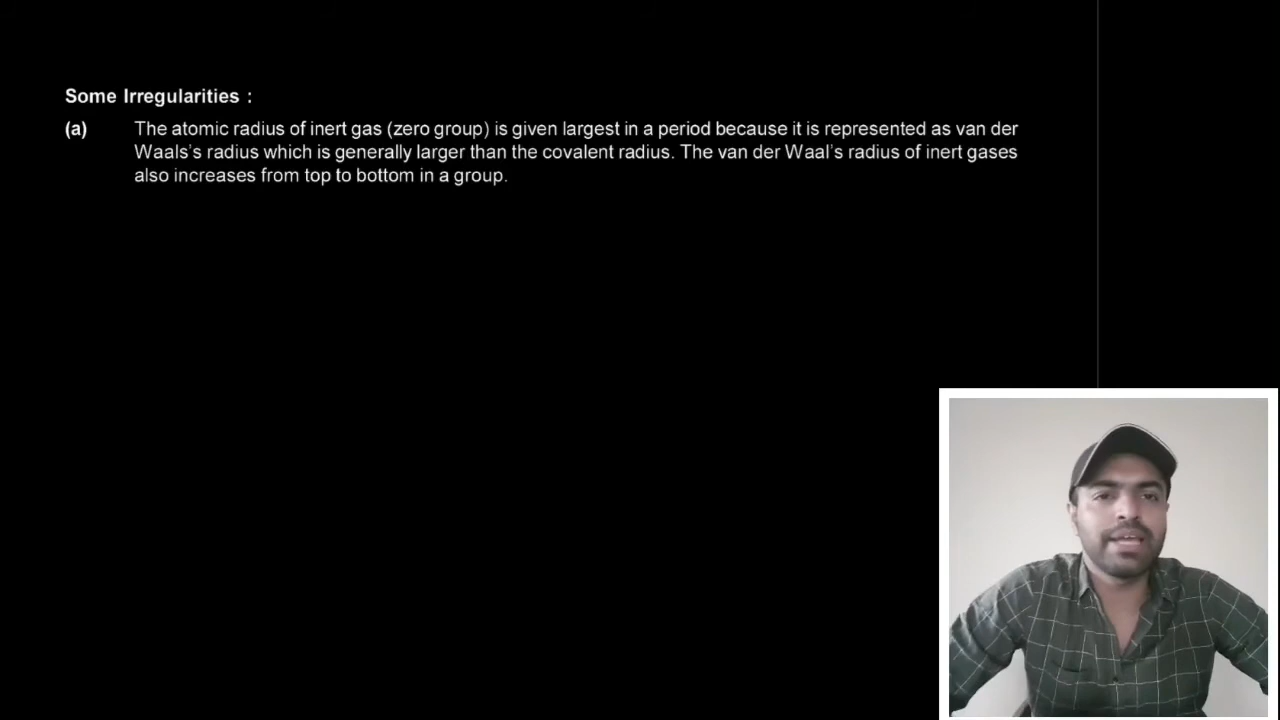 Some Irregularities :
(a) The atomic radius of inert gas (zero group) is given largest in a period because it is represented as van der
Waals's radius which is generally larger than the covalent radius. The van der Waal's radius of inert gases
also increases from top to bottom in a group.